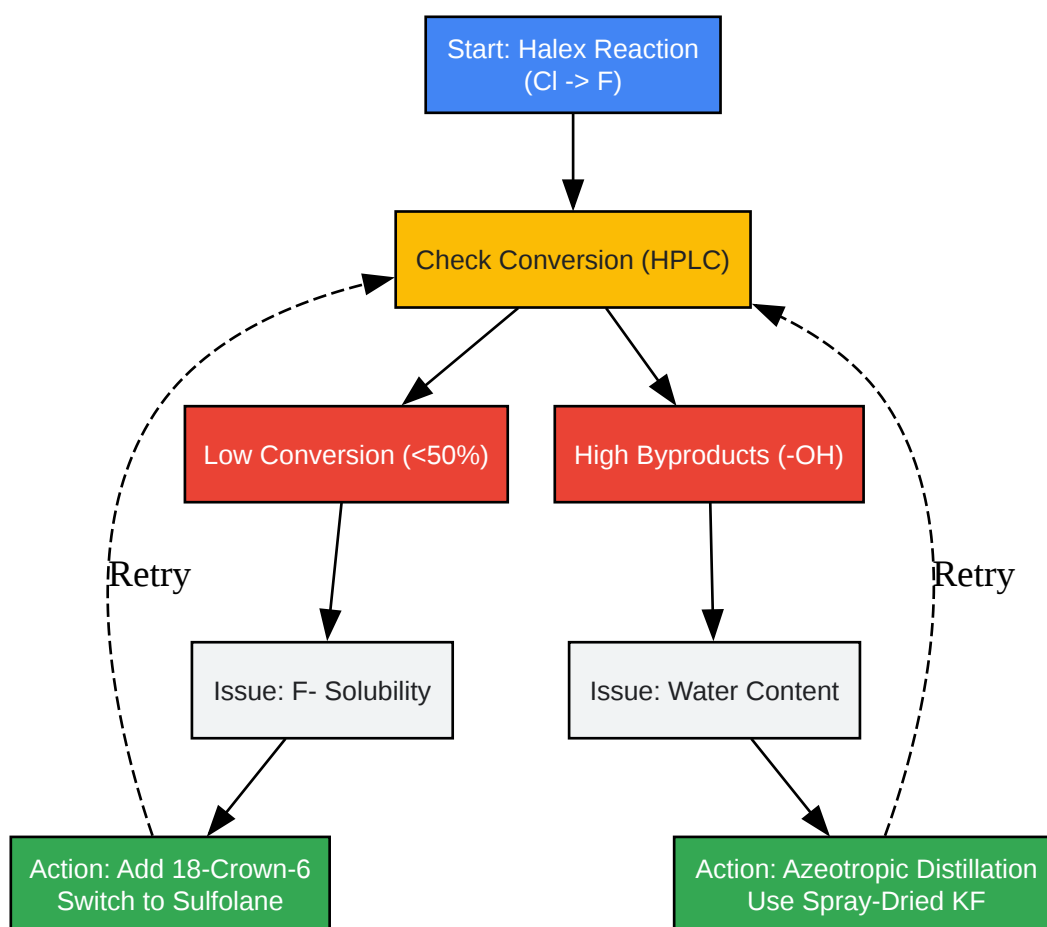 Start: Halex Reaction
(Cl -> F)
Check Conversion (HPLC)
Low Conversion (<50%)
High Byproducts (-OH)
Retry
Retry
Issue: F- Solubility
Issue: Water Content
Action: Add 18-Crown-6
Switch to Sulfolane
Action: Azeotropic Distillation
Use Spray-Dried KF